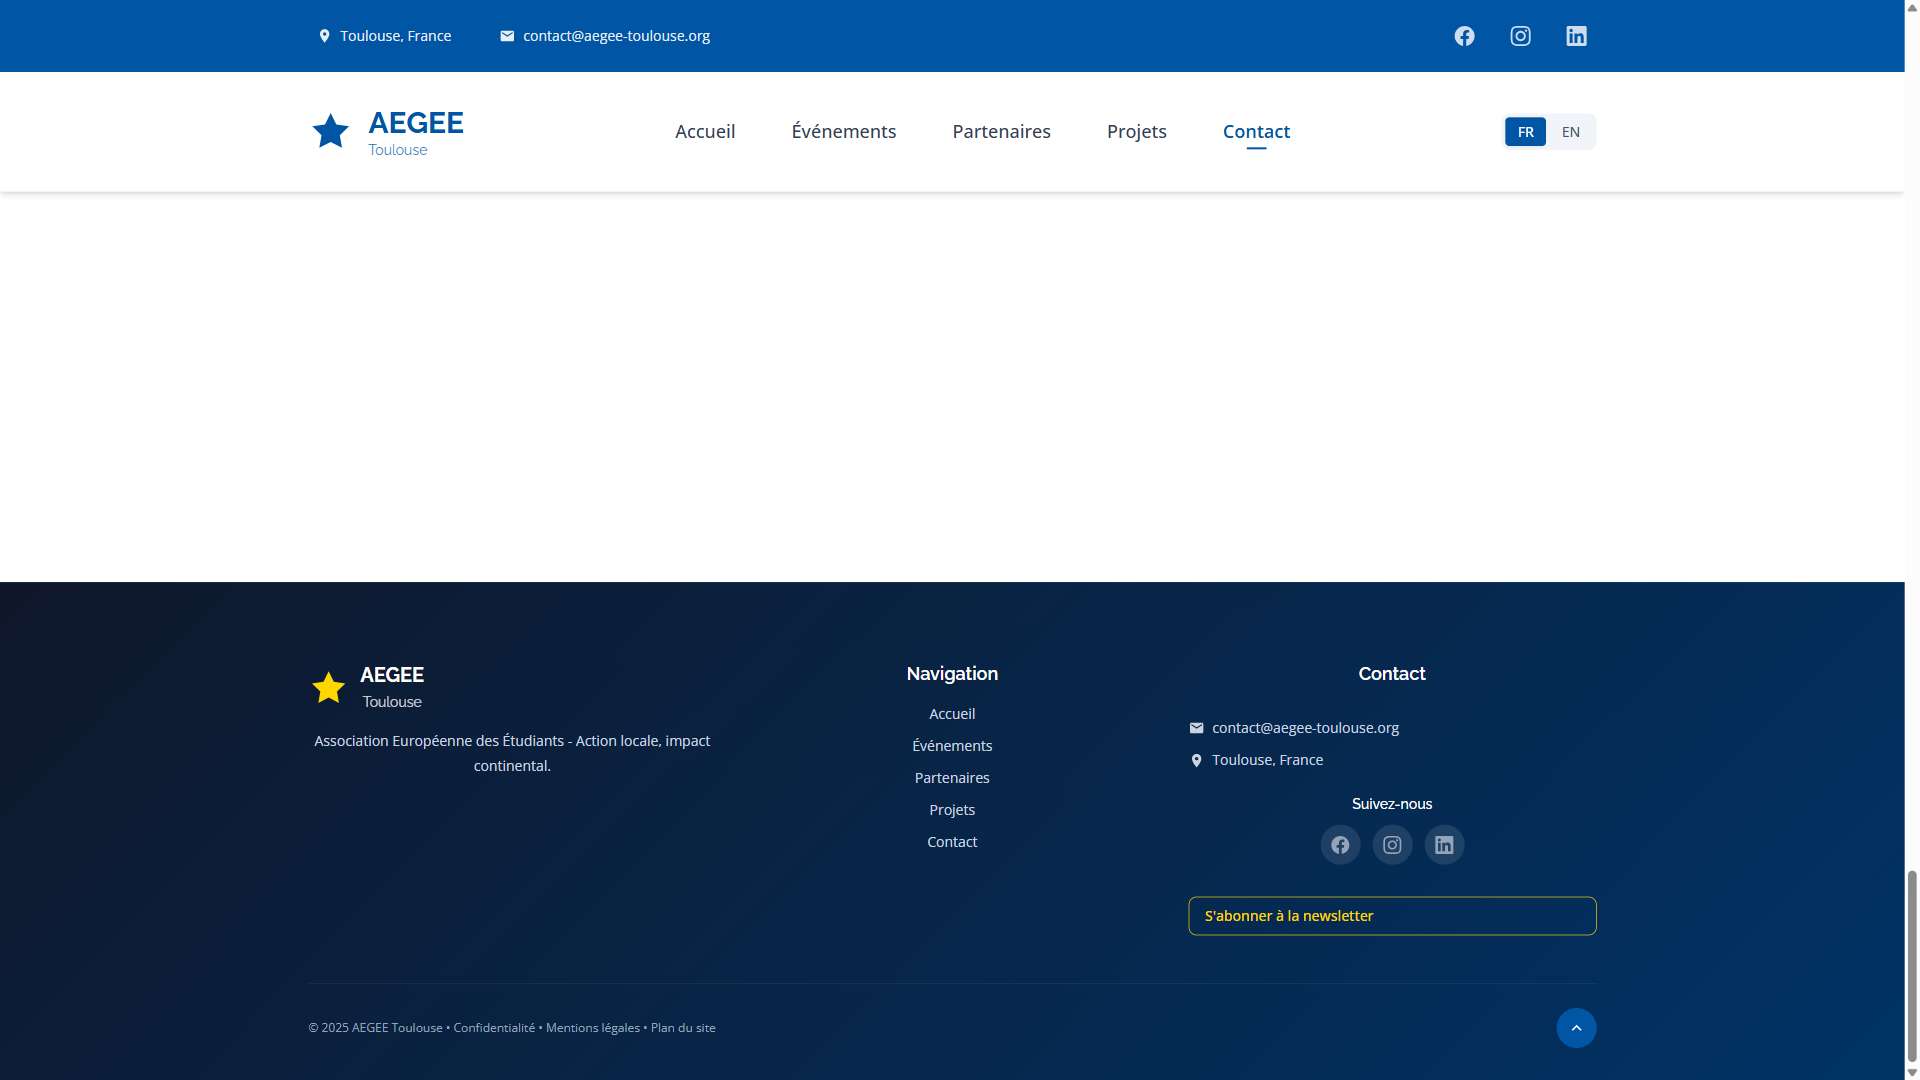 Toulouse, France
contact@aegee-toulouse.org
AEGEE
Toulouse
Accueil
Événements
Partenaires
Projets
Contact
FR
EN
AEGEE
Toulouse
Association Européenne des Étudiants - Action locale, impact
continental.
Navigation
Accueil
Événements
Partenaires
Projets
Contact
Contact
contact@aegee-toulouse.org
Toulouse, France
Suivez-nous
S'abonner à la newsletter
© 2025 AEGEE Toulouse • Confidentialité • Mentions légales • Plan du site